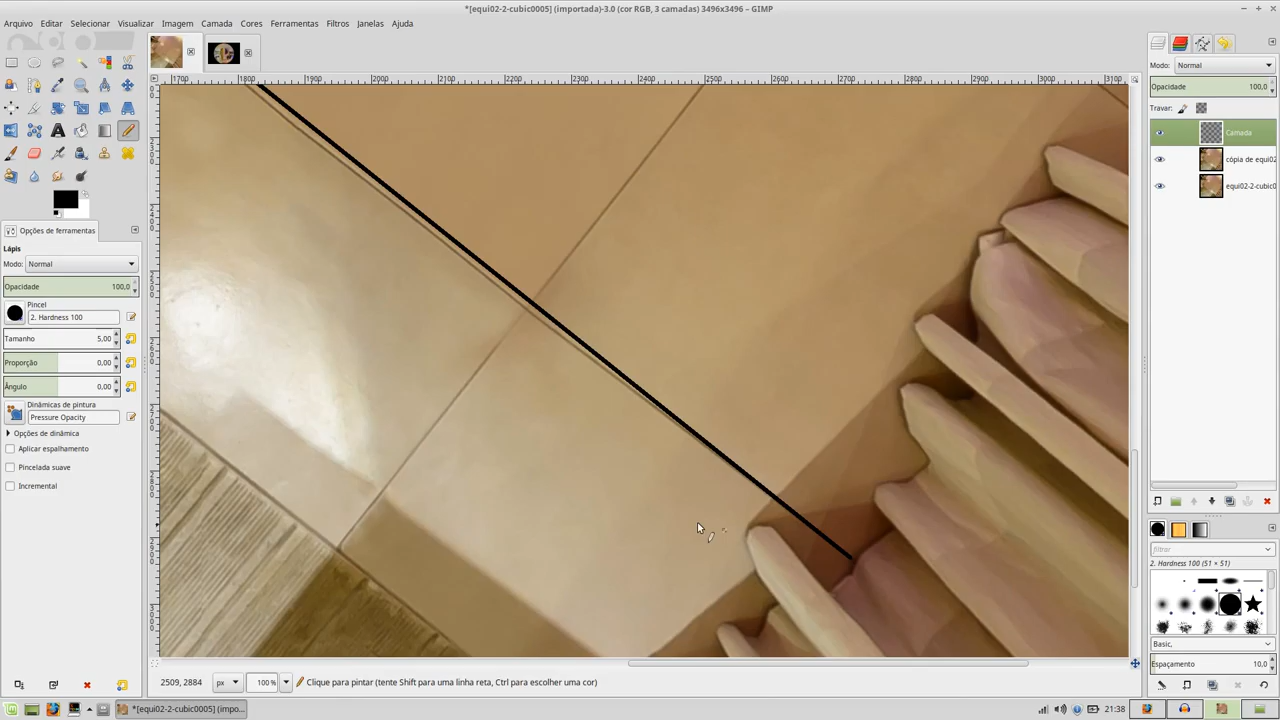 *[equi02-2-cubic0005] (importada)-3.0 (cor RGB, 3 camadas) 3496x3496 – GIMP
Arquivo Editar Selecionar Visualizar Imagem Camada Cores Ferramentas Filtros Janelas Ajuda
1700 1800 1900 2000 2100 2200 2300 2400 2500 2600 2700 2800 2900 3000 3100
Modo: Normal
Opacidade 100,0
Travar:
Camada
cópia de equi02
equi02-2-cubic0
Opções de ferramentas
Lápis
Modo: Normal
Opacidade 100,0
Pincel
2. Hardness 100
Tamanho 5,00
Proporção 0,00
Ângulo 0,00
Dinâmicas de pintura
Pressure Opacity
Opções de dinâmica
Aplicar espalhamento
Pincelada suave
Incremental
filtrar
2. Hardness 100 (51 × 51)
Basic,
Espaçamento 10,0
2509, 2884 px 100 % Clique para pintar (tente Shift para uma linha reta, Ctrl para escolher uma cor)
*[equi02-2-cubic0005] (impo...
21:38